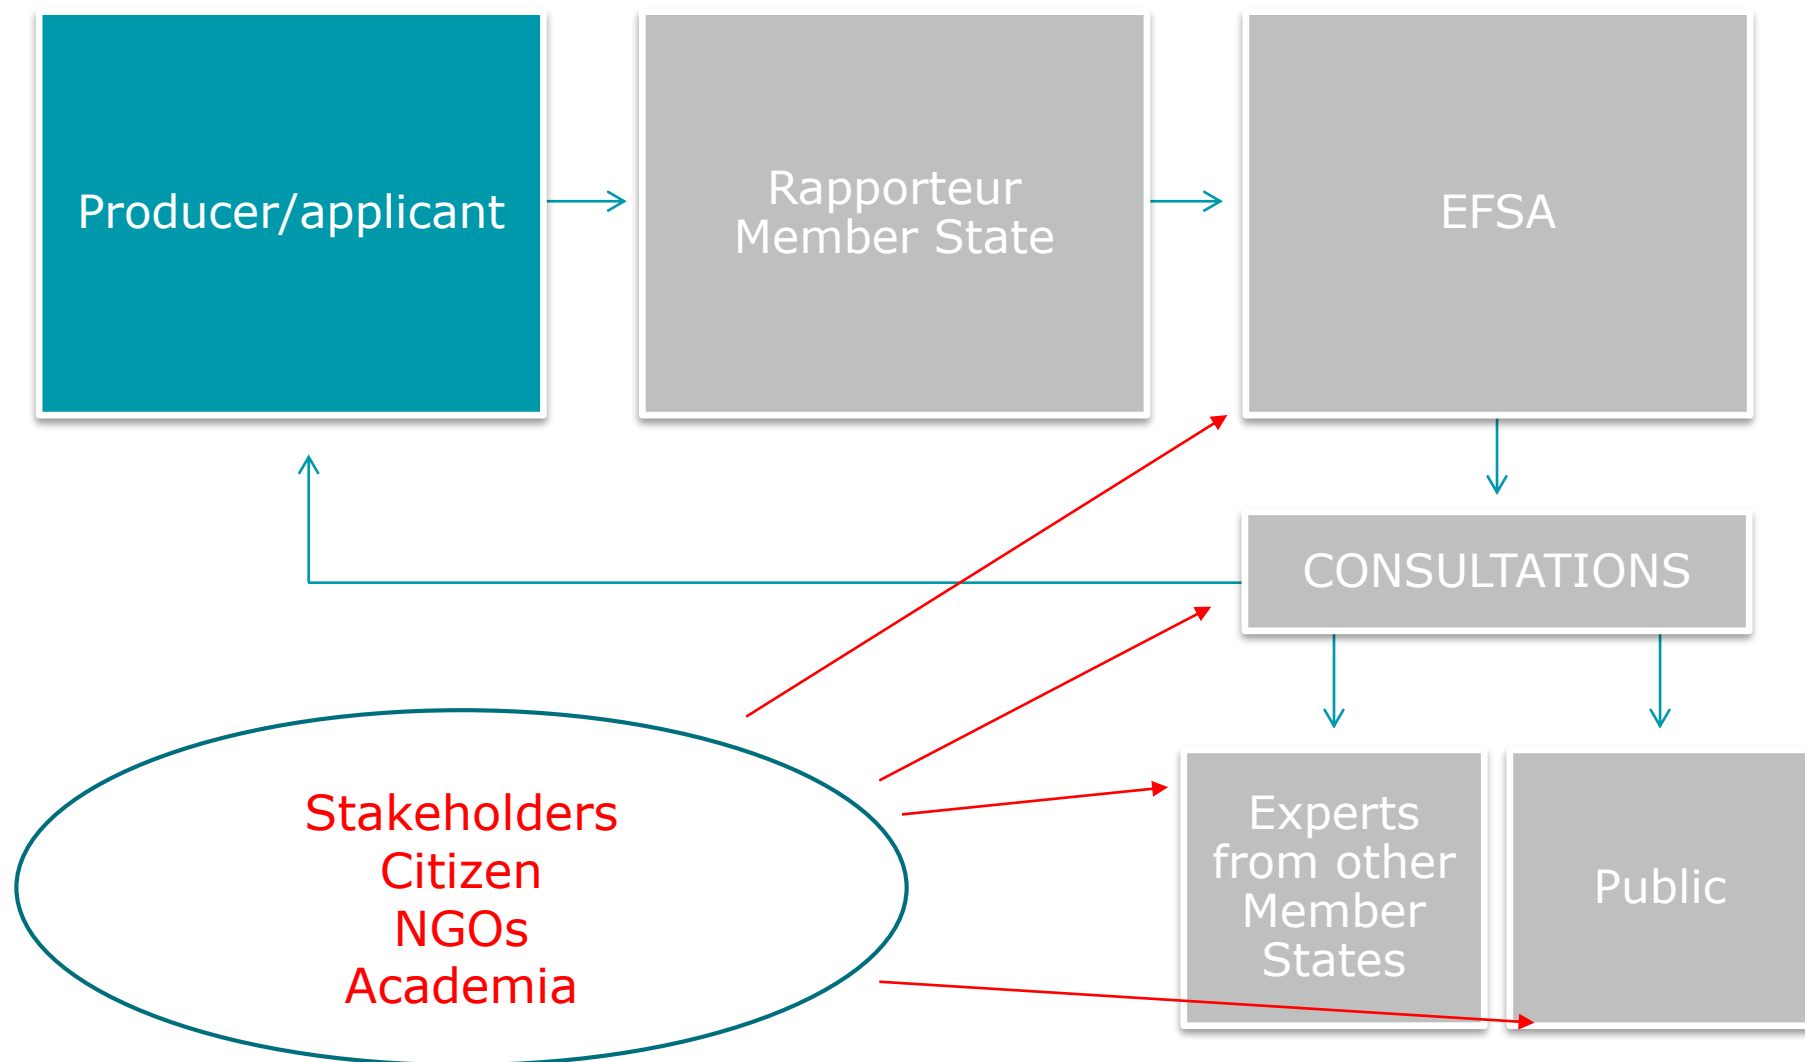 Producer/applicant
Rapporteur
Member State
EFSA
CONSULTATIONS
Stakeholders
Citizen
NGOs
Academia
Experts
from other
Member
States
Public